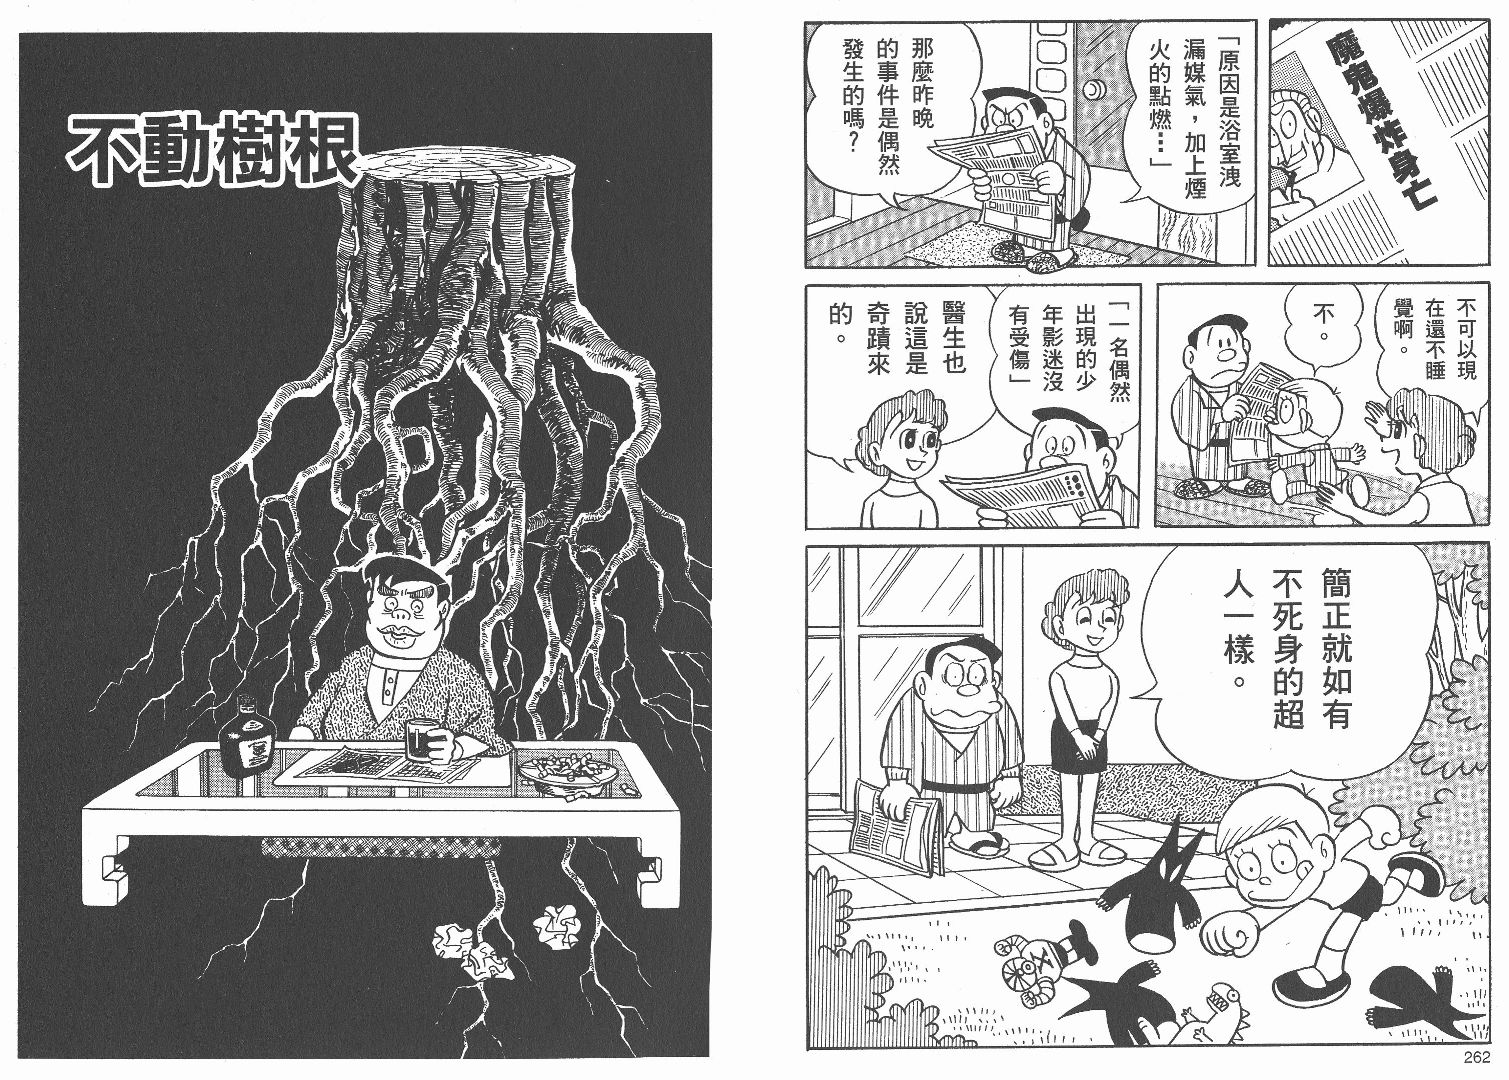 魔鬼爆炸身亡
「原因是浴室洩
漏媒氣，加上煙
火的點燃…」
那麼昨晚
的事件是偶然
發生的嗎？
不可以現
在還不睡
覺啊。
不。
「一名偶然
出現的少
年影迷沒
有受傷」
醫生也
說這是
奇蹟來
的。
簡正就如有
不死身的超
人一樣。
262
不動樹根